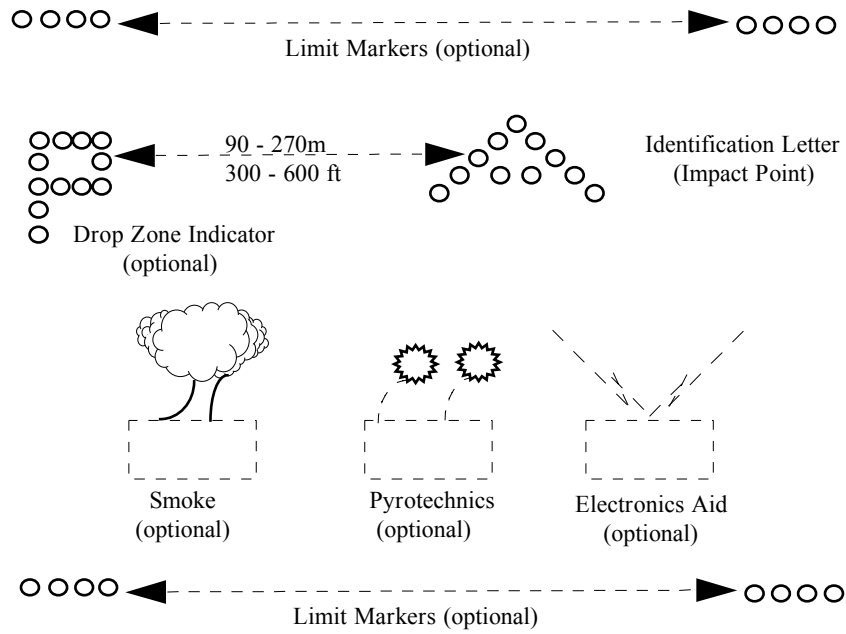 Limit Markers (optional)
90 - 270m
300 - 600 ft
Identification Letter
(Impact Point)
Drop Zone Indicator
(optional)
Smoke
(optional)
Pyrotechnics
(optional)
Electronics Aid
(optional)
Limit Markers (optional)